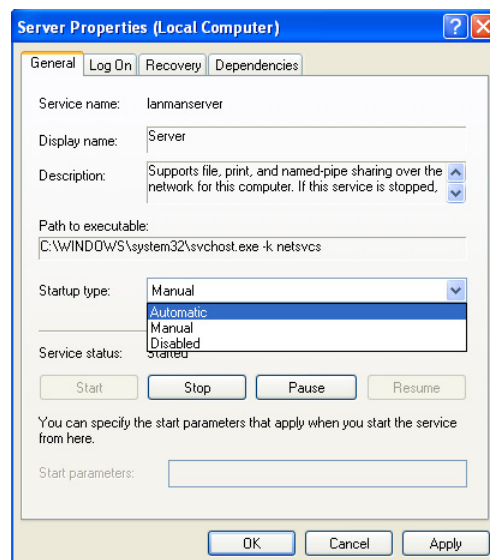 Server Properties (Local Computer)
General Log On Recovery Dependencies
Service name: lanmanserver
Display name: Server
Description: Supports file, print, and named-pipe sharing over the
network for this computer. If this service is stopped,
Path to executable:
C:\WINDOWS\system32\svchost.exe -k netsvcs
Startup type: Manual
Automatic
Manual
Disabled
Service status: Started
Start Stop Pause Resume
You can specify the start parameters that apply when you start the service
from here.
Start parameters:
OK Cancel Apply